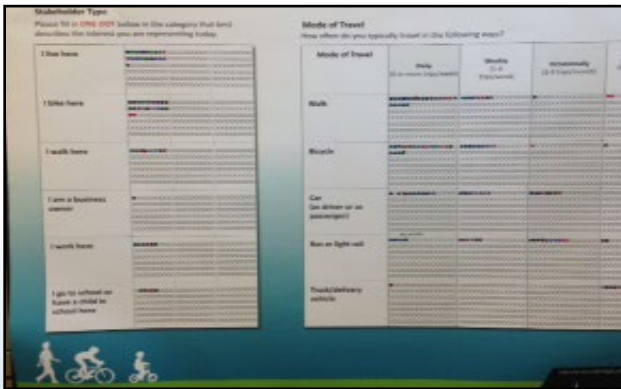 Stakeholder Type
Please fill in ONE DOT below in the category that best
describes the interest you are representing today.
I live here
I bike here
I walk here
I am a business
owner
I work here
I go to school or
have a child in
school here
Mode of Travel
How often do you typically travel in the following ways?
Mode of Travel
Daily
Weekly
Occasionally
Walk
Bicycle
Car
(as driver or as
passenger)
Bus or light rail
Truck/delivery
vehicle